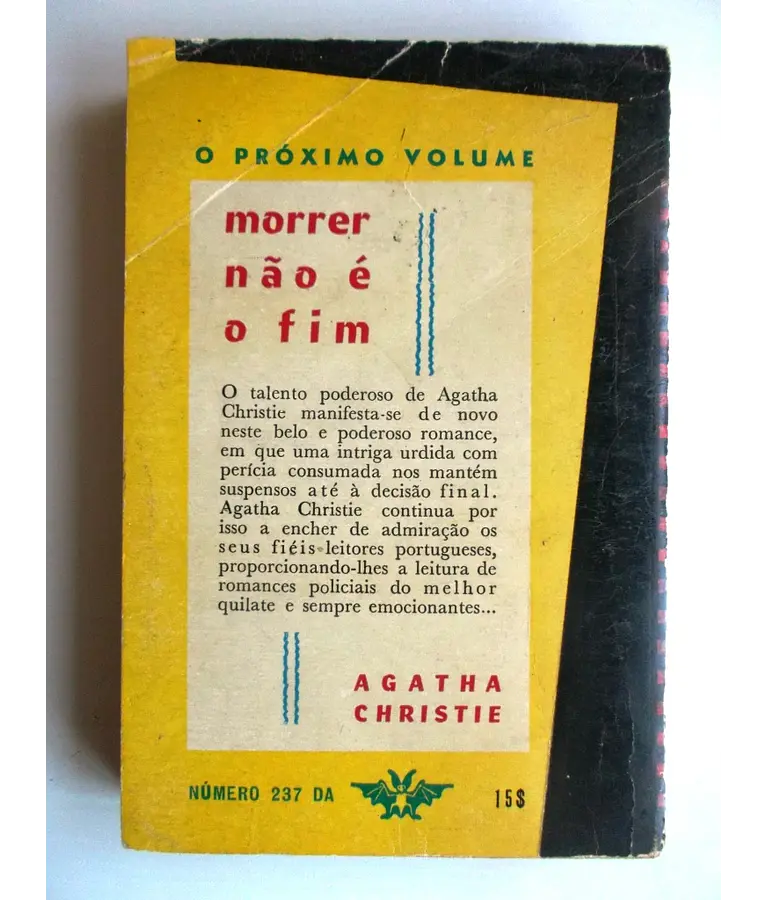 O PRÓXIMO VOLUME
morrer
não é
o fim
O talento poderoso de Agatha
Christie manifesta-se de novo
neste belo e poderoso romance,
em que uma intriga urdida com
perícia consumada nos mantém
suspensos até à decisão final.
Agatha Christie continua por
isso a encher de admiração os
seus fiéis leitores portugueses,
proporcionando-lhes a leitura de
romances policiais do melhor
quilate e sempre emocionantes...
AGATHA
CHRISTIE
NÚMERO 237 DA
15$